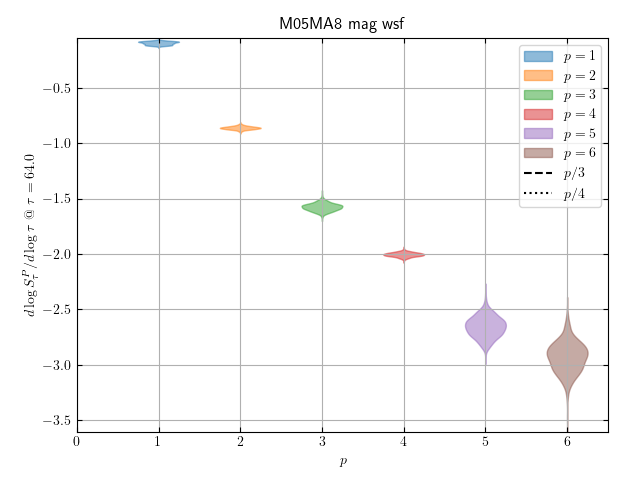 M05MA8 mag wsf
d log S_τ^P / d log τ @ τ = 64.0
−0.5
−1.0
−1.5
−2.0
−2.5
−3.0
−3.5
0 1 2 3 4 5 6
p
p = 1
p = 2
p = 3
p = 4
p = 5
p = 6
p/3
p/4